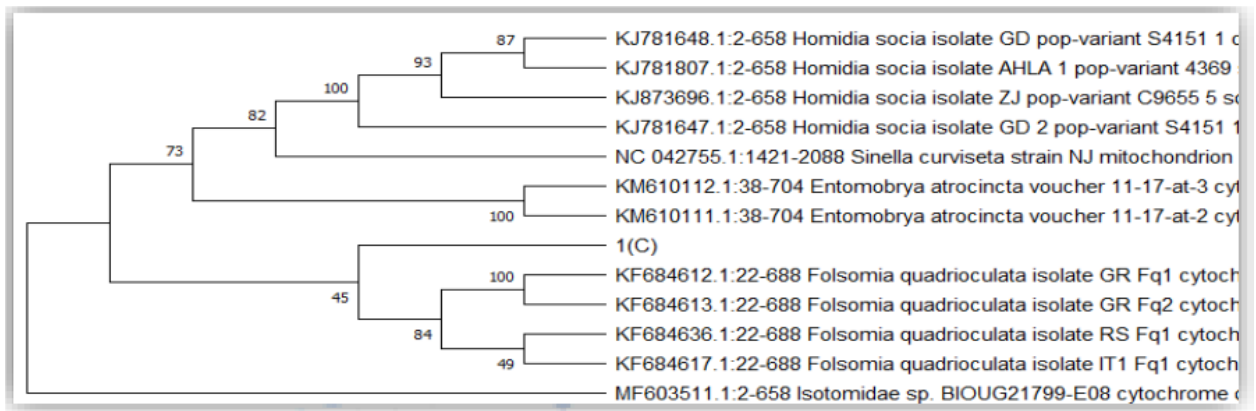 87
KJ781648.1:2-658 Homidia socia isolate GD pop-variant S4151 1
93
KJ781807.1:2-658 Homidia socia isolate AHLA 1 pop-variant 4369
100
KJ873696.1:2-658 Homidia socia isolate ZJ pop-variant C9655 5
82
KJ781647.1:2-658 Homidia socia isolate GD 2 pop-variant S4151 1
73
NC 042755.1:1421-2088 Sinella curviseta strain NJ mitochondrion
KM610112.1:38-704 Entomobrya atrocincta voucher 11-17-at-3 cyt
100
KM610111.1:38-704 Entomobrya atrocincta voucher 11-17-at-2 cyt
1(C)
100
KF684612.1:22-688 Folsomia quadrioculata isolate GR Fq1 cytoch
45
KF684613.1:22-688 Folsomia quadrioculata isolate GR Fq2 cytoch
84
KF684636.1:22-688 Folsomia quadrioculata isolate RS Fq1 cytoch
49
KF684617.1:22-688 Folsomia quadrioculata isolate IT1 Fq1 cytoch
MF603511.1:2-658 Isotomidae sp. BIOUG21799-E08 cytochrome